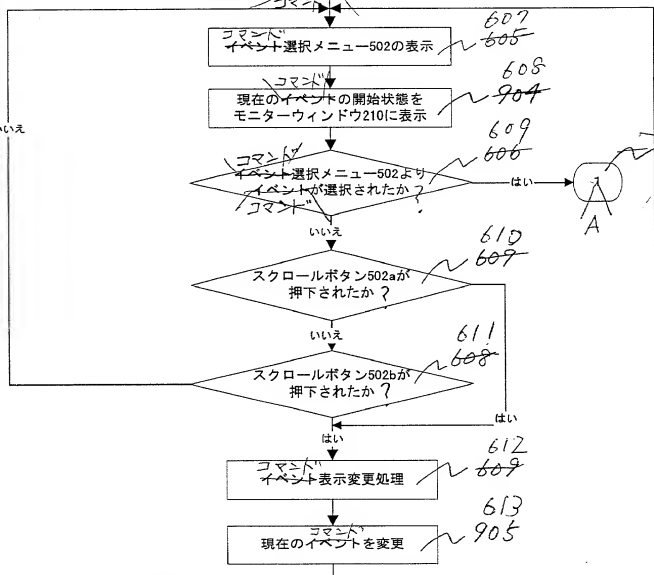 コマンド
607
コマンド
イベント選択メニュー502の表示
605
608
コマンド
現在のイベントの開始状態を
モニターウィンドウ210に表示
904
いいえ
609
コマンド
606
イベント選択メニュー502より
イベントが選択されたか?
コマンド
はい
A
いいえ
610
スクロールボタン502aが
押下されたか?
609
いいえ
611
608
スクロールボタン502bが
押下されたか?
はい
はい
612
コマンド
イベント表示変更処理
609
613
コマンド
現在のイベントを変更
905